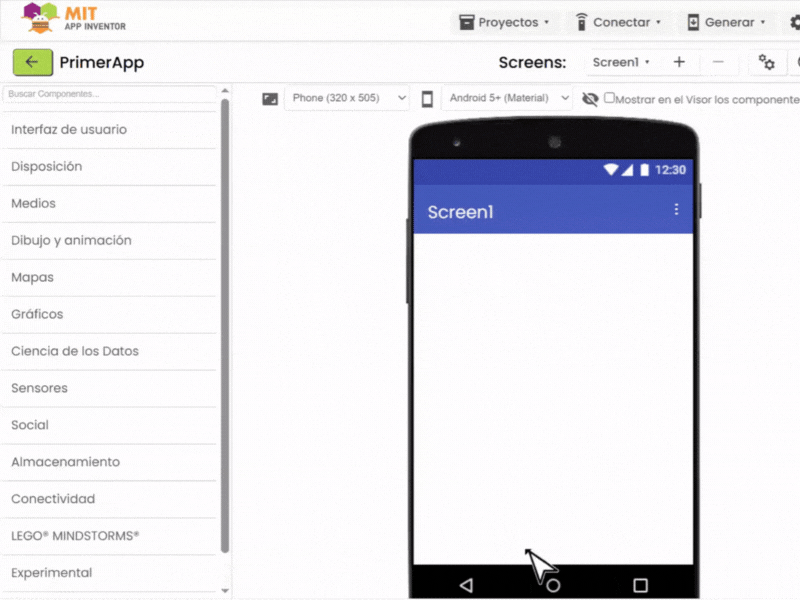 MIT
APP INVENTOR
Proyectos
Conectar
Generar
PrimerApp
Screens:
Screen1
Buscar Componentes...
Phone (320 x 505)
Android 5+ (Material)
Mostrar en el Visor los componente
Interfaz de usuario
Disposición
Medios
Dibujo y animación
Mapas
Gráficos
Ciencia de los Datos
Sensores
Social
Almacenamiento
Conectividad
LEGO® MINDSTORMS®
Experimental
12:30
Screen1